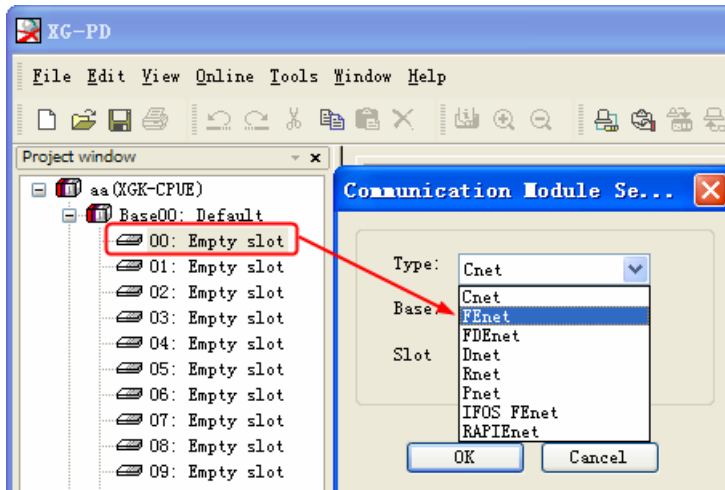 XG-PD
File Edit View Online Tools Window Help
Project window
aa(XGK-CPUE)
Base00: Default
00: Empty slot
01: Empty slot
02: Empty slot
03: Empty slot
04: Empty slot
05: Empty slot
06: Empty slot
07: Empty slot
08: Empty slot
09: Empty slot
Communication Module Se...
Type: Cnet
Base:
Slot
Cnet
FEnet
FDEnet
Dnet
Rnet
Pnet
IFOS FEnet
RAPIEnet
OK Cancel